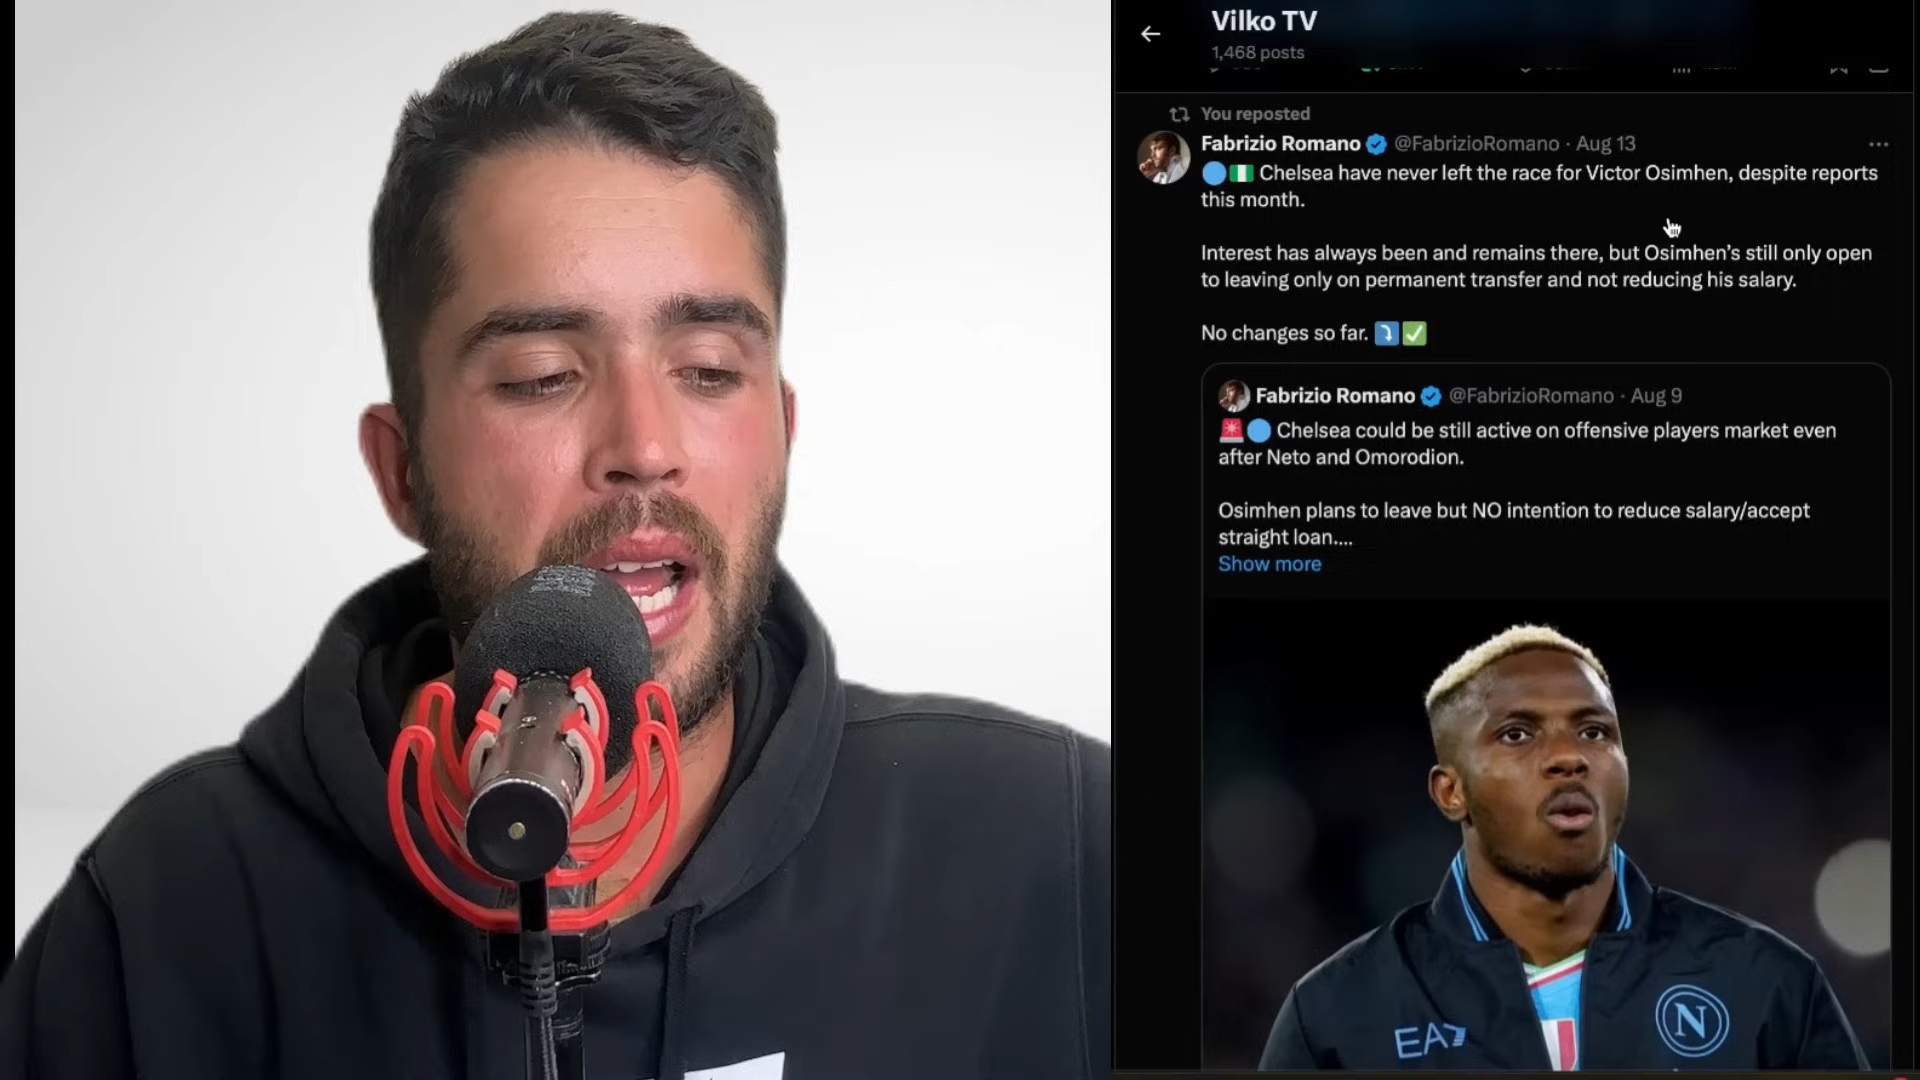 Vilko TV
1,468 posts
You reposted
Fabrizio Romano @FabrizioRomano · Aug 13
Chelsea have never left the race for Victor Osimhen, despite reports
this month.
Interest has always been and remains there, but Osimhen's still only open
to leaving only on permanent transfer and not reducing his salary.
No changes so far.
Fabrizio Romano @FabrizioRomano · Aug 9
Chelsea could be still active on offensive players market even
after Neto and Omorodion.
Osimhen plans to leave but NO intention to reduce salary/accept
straight loan....
Show more
EA7
N